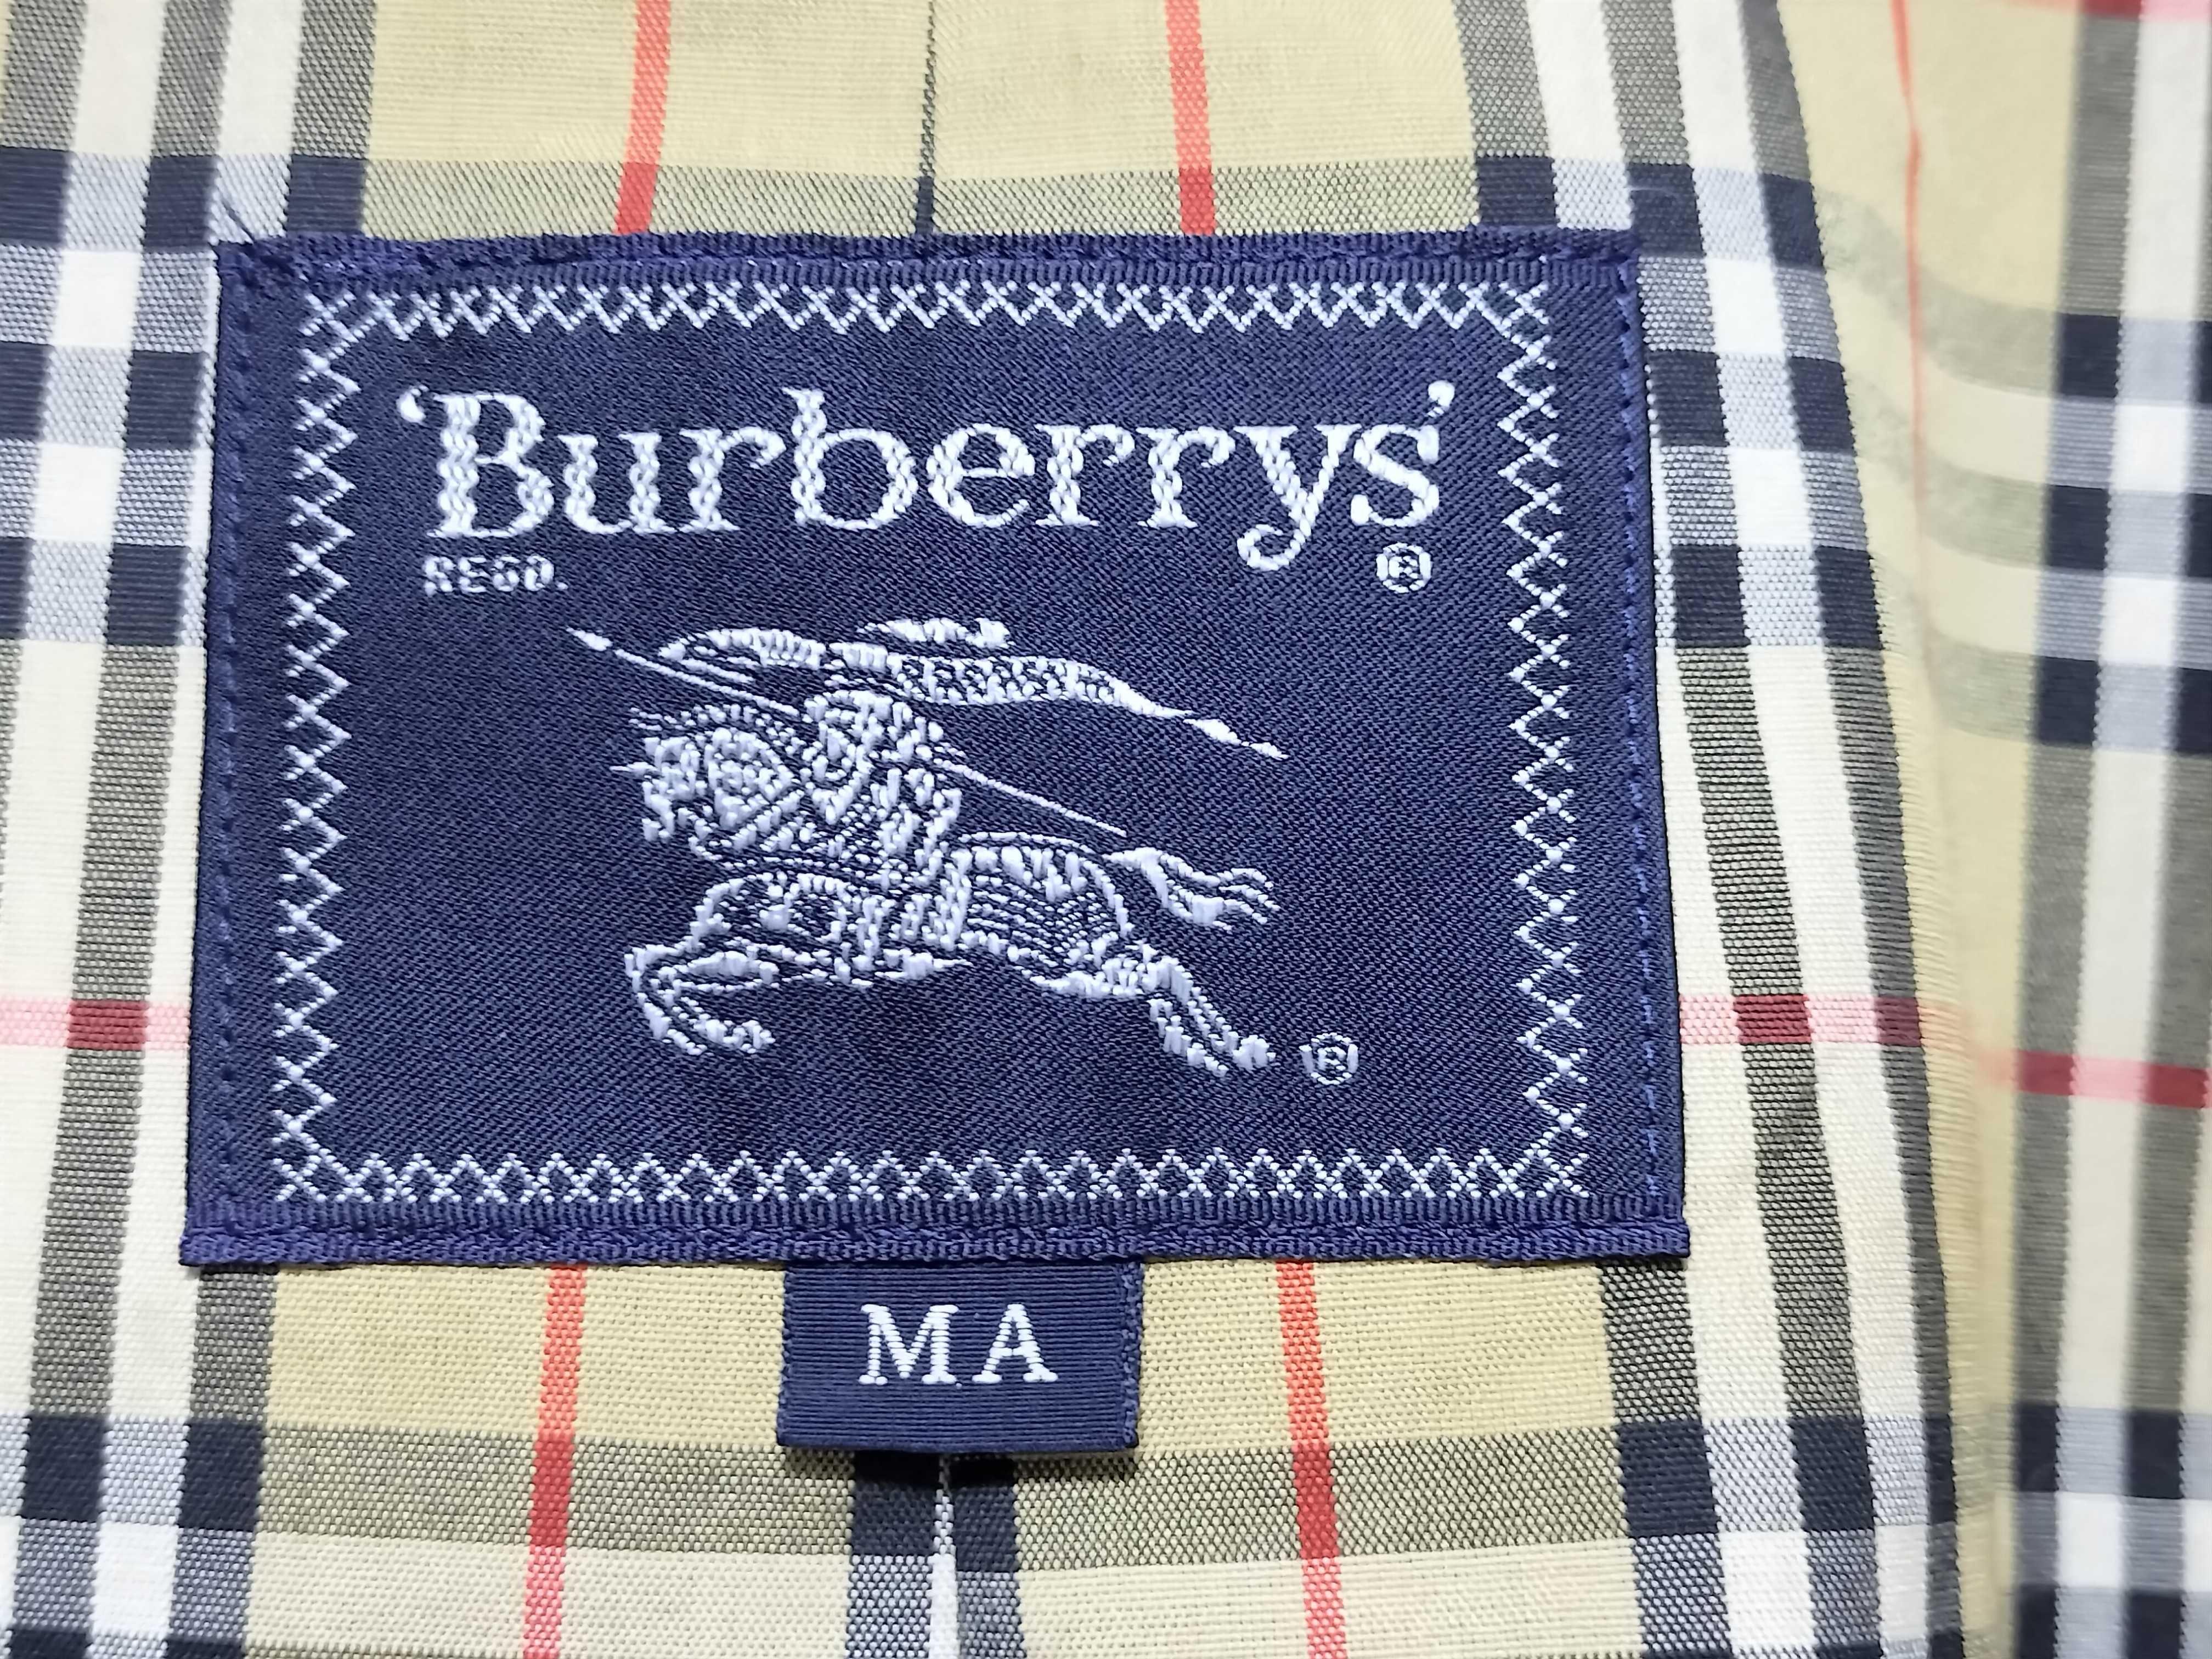 ‘Burberrys’
REGD. ®
®
MA